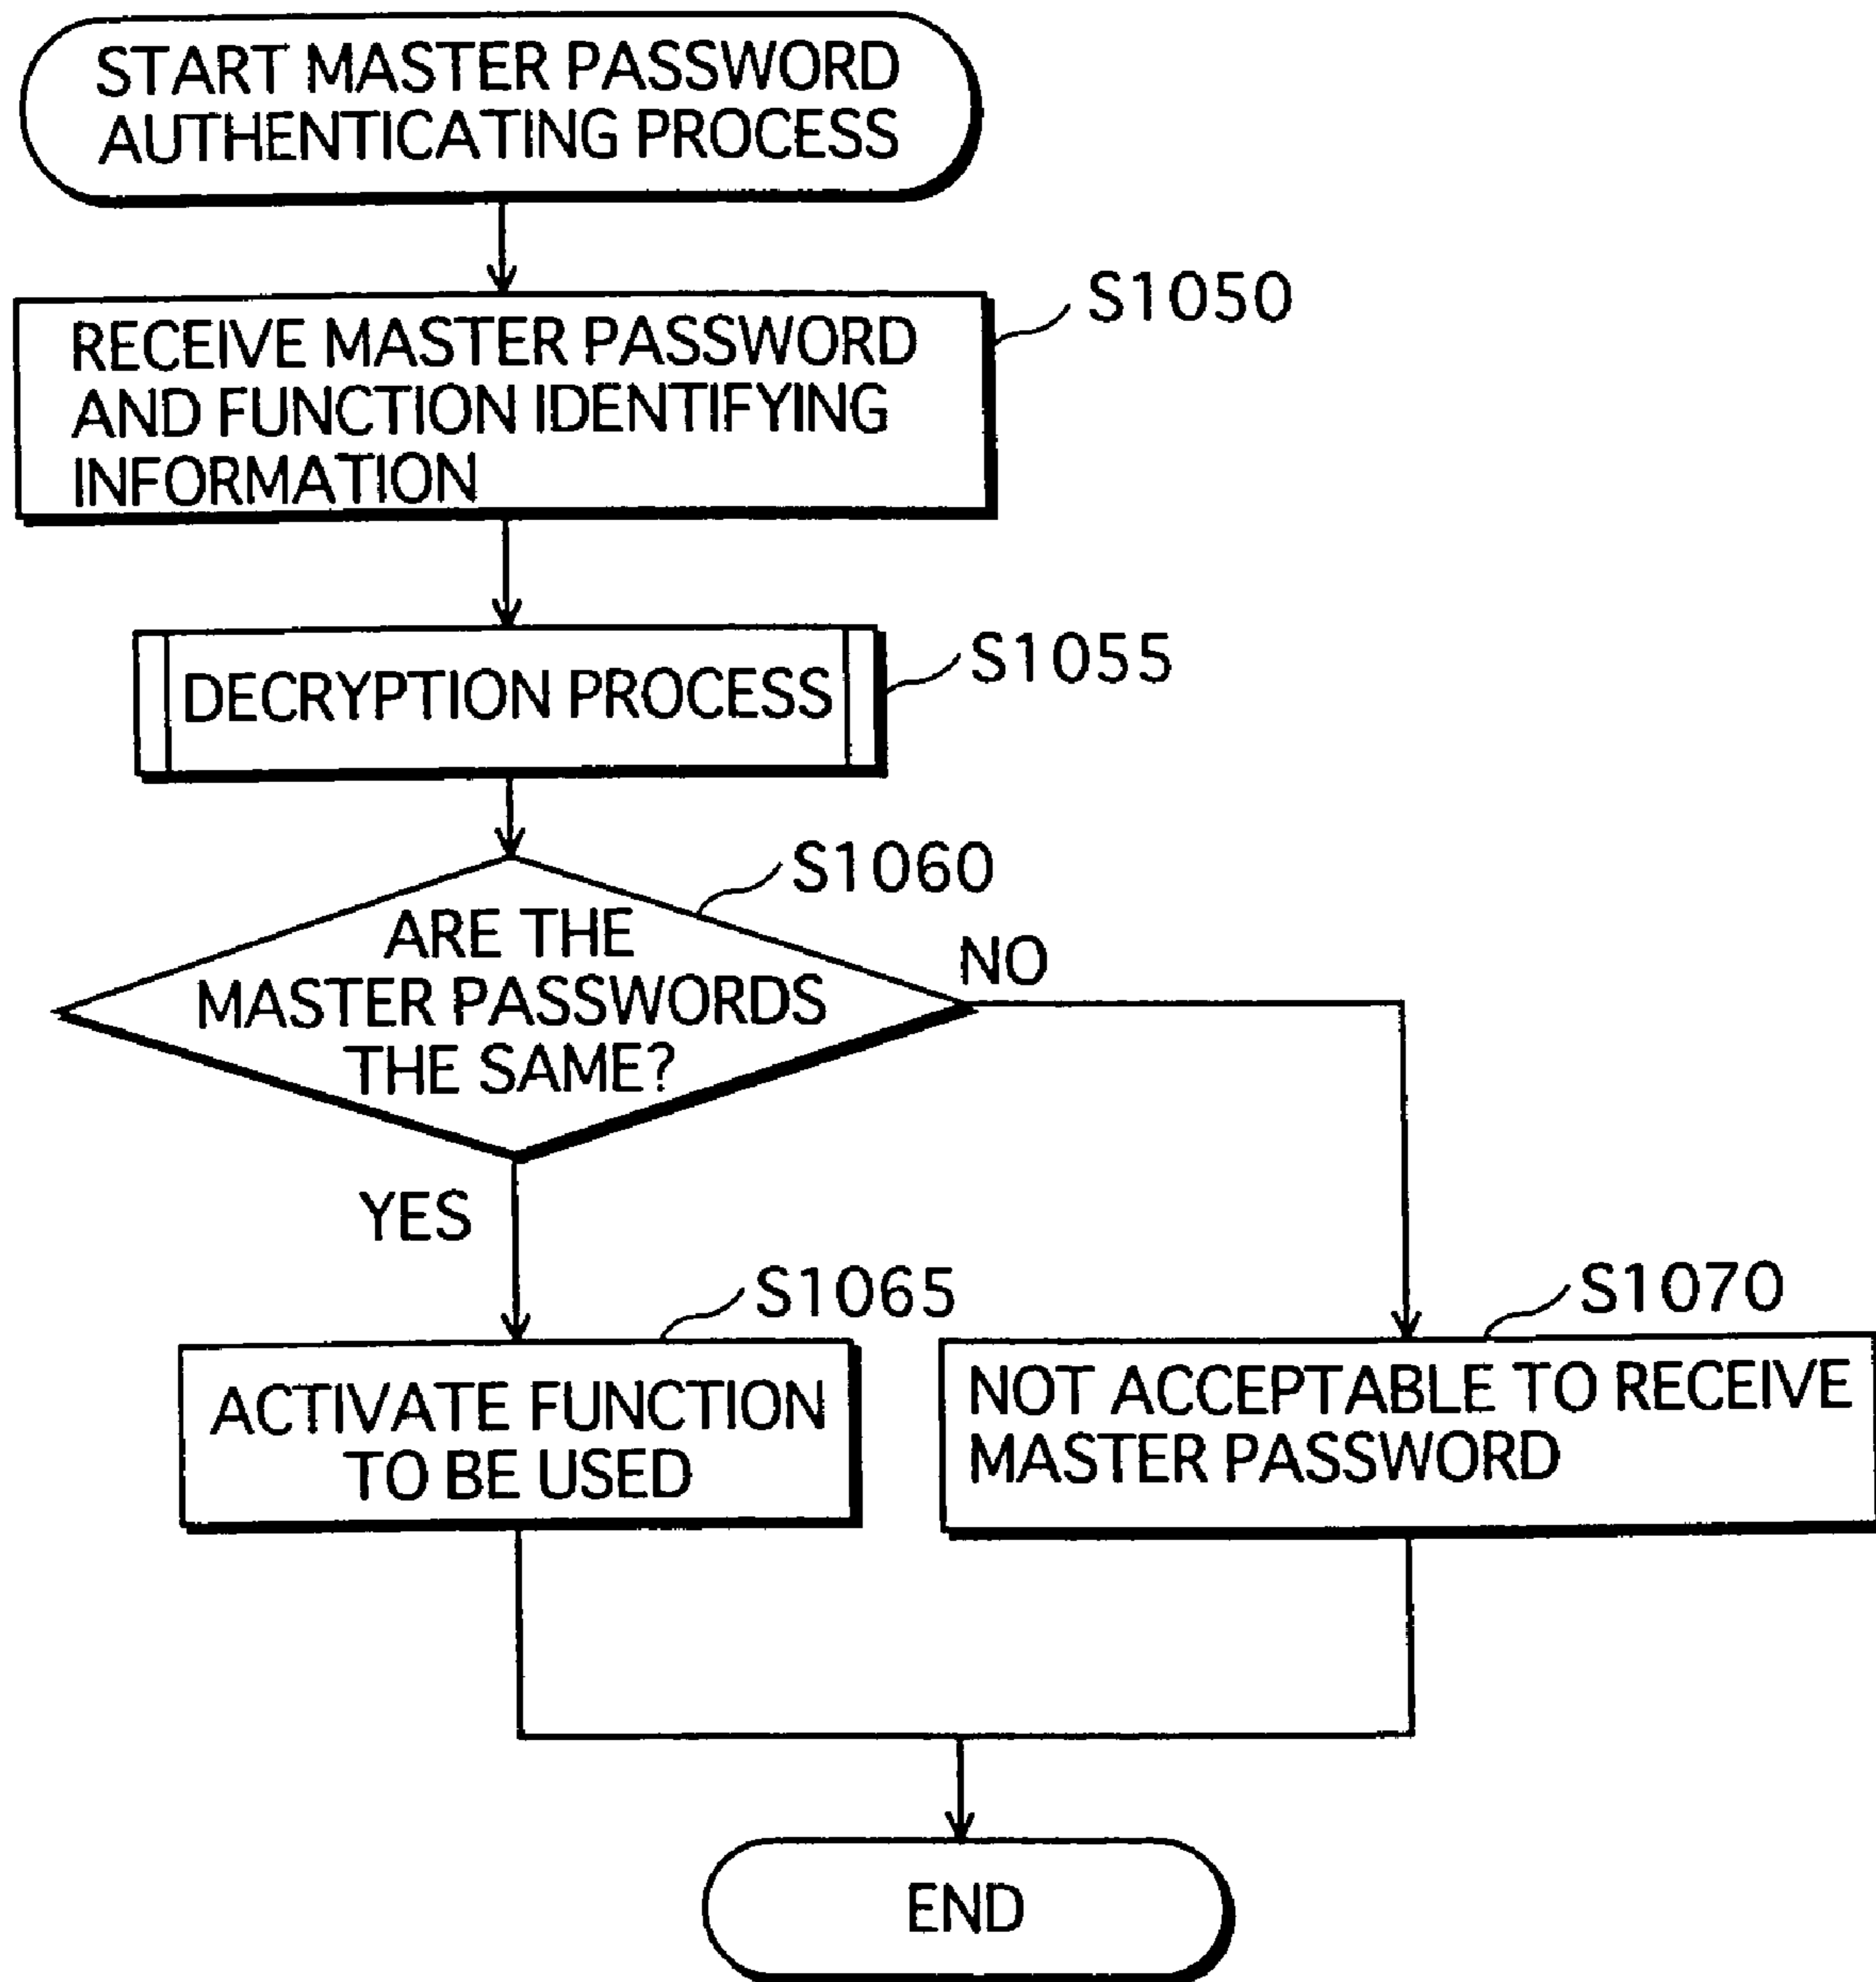 START MASTER PASSWORD
AUTHENTICATING PROCESS
S1050
RECEIVE MASTER PASSWORD
AND FUNCTION IDENTIFYING
INFORMATION
S1055
DECRYPTION PROCESS
S1060
ARE THE
MASTER PASSWORDS
THE SAME?
NO
YES
S1065
ACTIVATE FUNCTION
TO BE USED
S1070
NOT ACCEPTABLE TO RECEIVE
MASTER PASSWORD
END